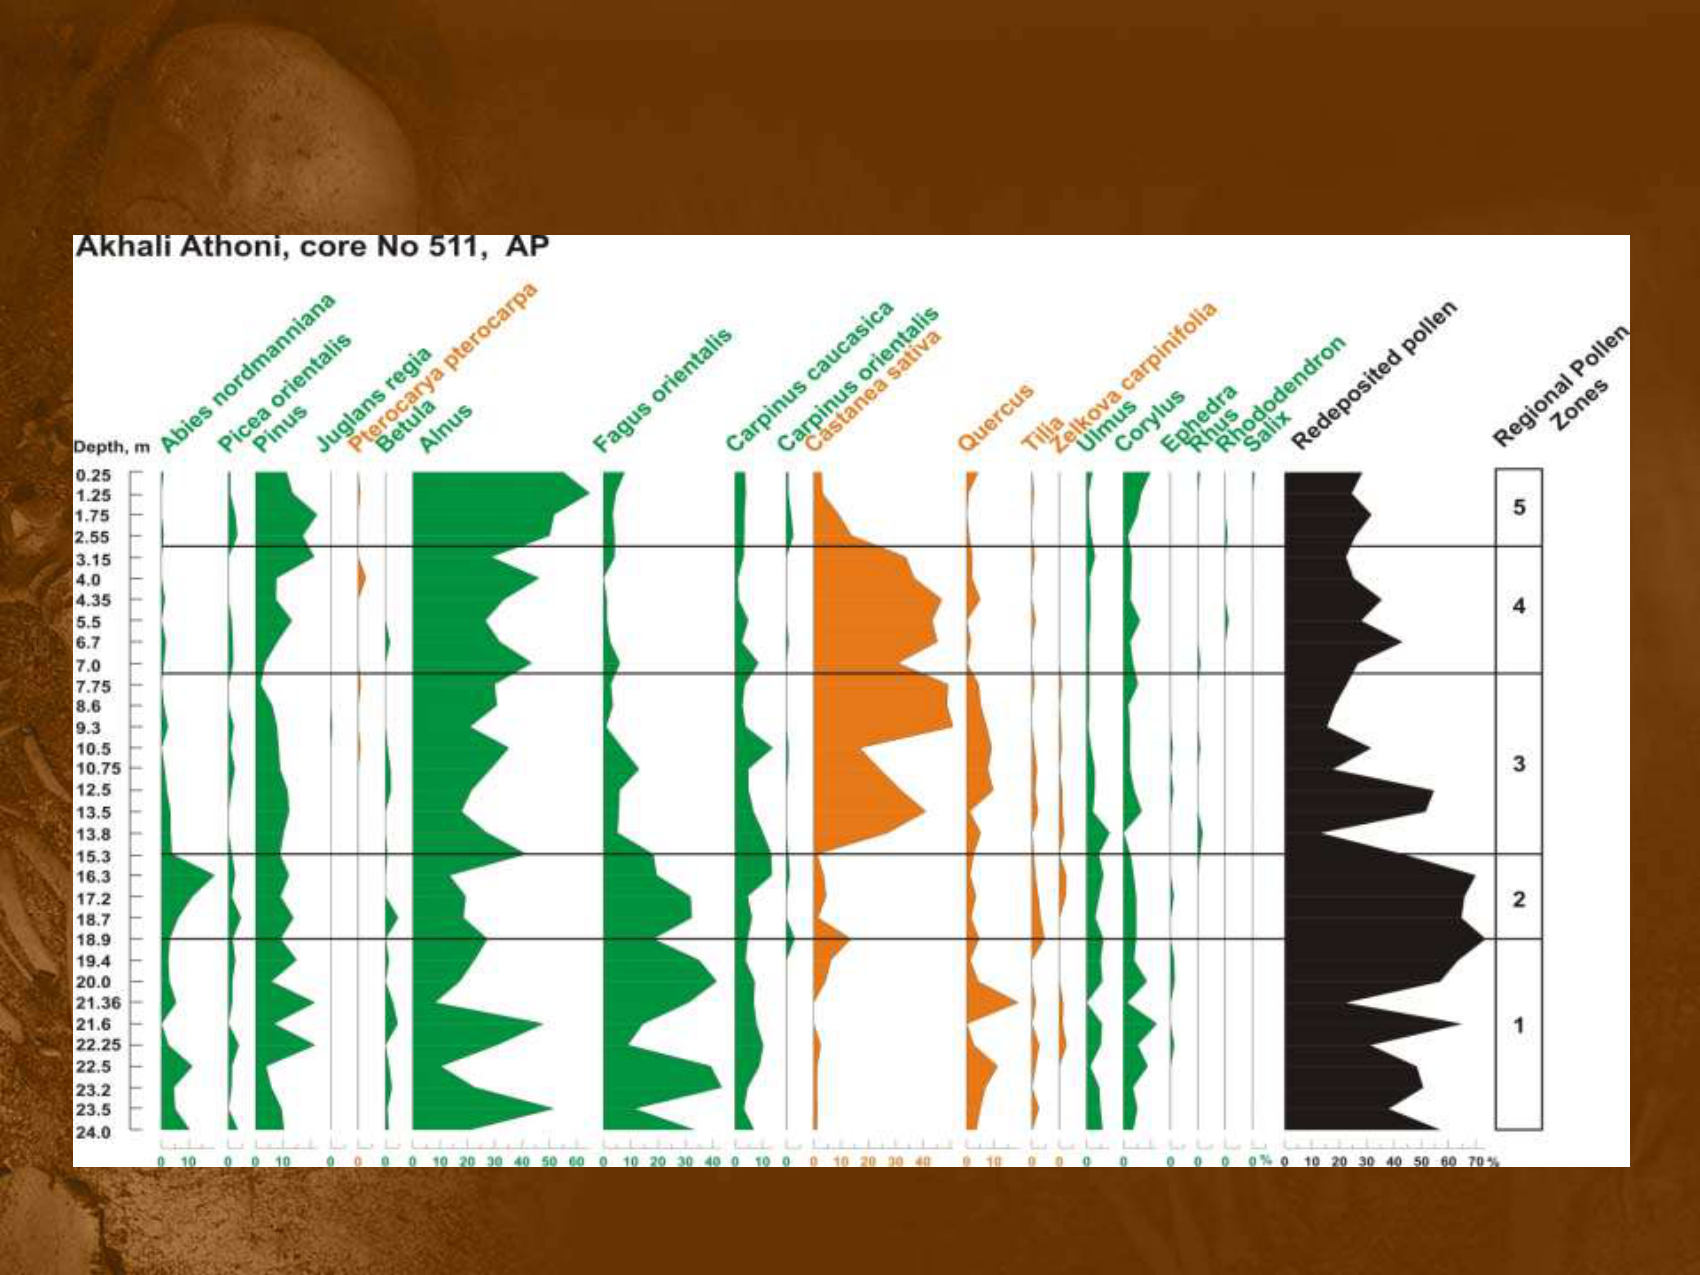 Akhali Athoni, core No 511, AP
Abies nordmanniana
Picea orientalis
Pinus
Juglans regia
Pterocarya pterocarpa
Betula
Alnus
Fagus orientalis
Carpinus caucasica
Carpinus orientalis
Castanea sativa
Quercus
Tilia
Zelkova carpinifolia
Ulmus
Corylus
Ephedra
Rhus
Rhododendron
Salix
Redeposited pollen
Regional Pollen
Zones
Depth, m
0.25
1.25
1.75
2.55
3.15
4.0
4.35
5.5
6.7
7.0
7.75
8.6
9.3
10.5
10.75
12.5
13.5
13.8
15.3
16.3
17.2
18.7
18.9
19.4
20.0
21.36
21.6
22.25
22.5
23.2
23.5
24.0
5
4
3
2
1
0 10 0 0 10 0 0 0 0 10 20 30 40 50 60 0 10 20 30 40 0 10 0 0 10 20 30 40 0 10 0 0 0 0 0 0 0 0 % 0 10 20 30 40 50 60 70 %